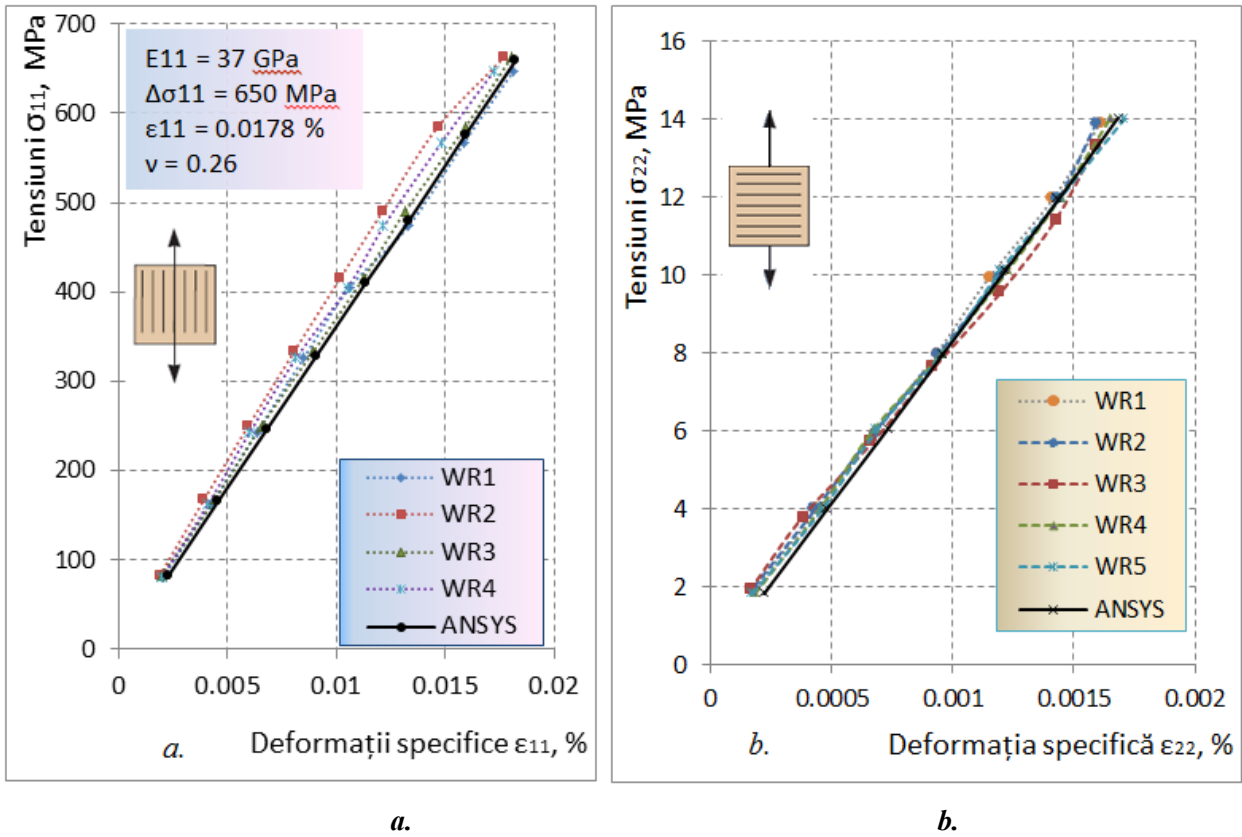 Tensiuni σ11, MPa
700
600
500
400
300
200
100
0
E11 = 37 GPa
Δσ11 = 650 MPa
ε11 = 0.0178 %
ν = 0.26
WR1
WR2
WR3
WR4
ANSYS
0 0.005 0.01 0.015 0.02
a. Deformații specifice ε11, %
Tensiuni σ22, MPa
16
14
12
10
8
6
4
2
0
WR1
WR2
WR3
WR4
WR5
ANSYS
0 0.0005 0.001 0.0015 0.002
b. Deformația specifică ε22, %
a. b.